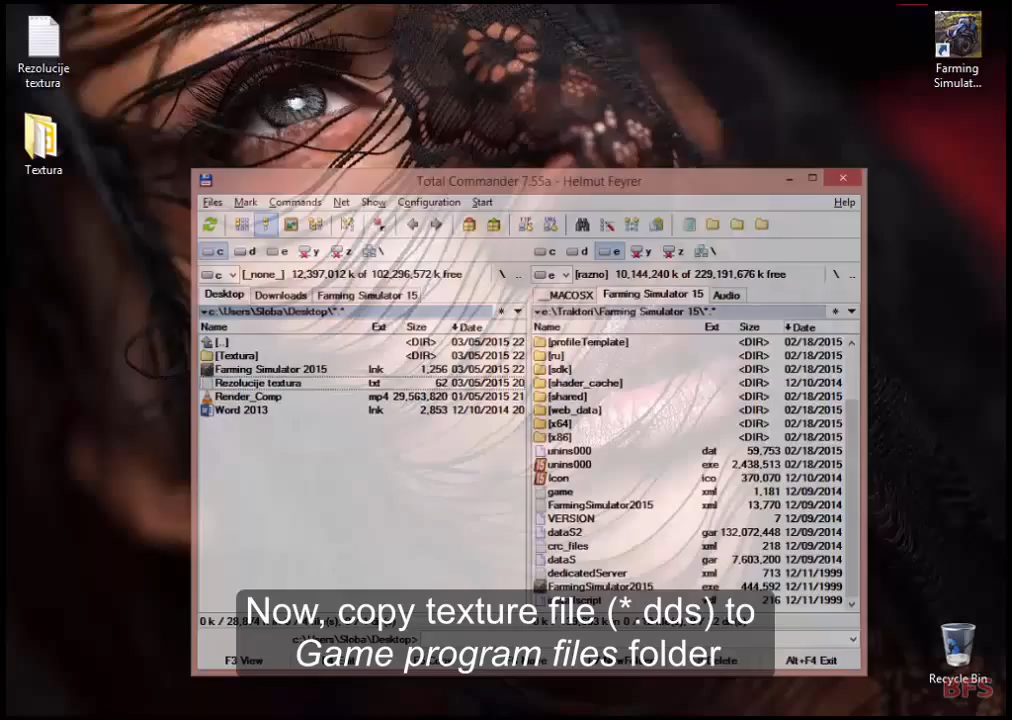 Rezolucije
textura
Textura
Farming
Simulat...
Total Commander 7.55a - Helmut Feyrer
Files Mark Commands Net Show Configuration Start Help
c d e y z \
c d e y z \
c [_none_] 12,397,012 k of 102,296,572 k free \ ..
e [razno] 10,144,240 k of 229,191,676 k free \ ..
Desktop Downloads Farming Simulator 15
__MACOSX Farming Simulator 15 Audio
c:\Users\Sloba\Desktop\*.* *
e:\Traktori\Farming Simulator 15\*.* *
Name Ext Size Date
[..] <DIR> 03/05/2015 22
[Textura] <DIR> 03/05/2015 22
Farming Simulator 2015 lnk 1,256 03/05/2015 22
Rezolucije textura txt 62 03/05/2015 20
Render_Comp mp4 29,563,820 01/05/2015 21
Word 2013 lnk 2,853 12/10/2014 20
Name Ext Size Date
[profileTemplate] <DIR> 02/18/2015
[ru] <DIR> 02/18/2015
[sdk] <DIR> 02/18/2015
[shader_cache] <DIR> 12/10/2014
[shared] <DIR> 02/18/2015
[web_data] <DIR> 02/18/2015
[x64] <DIR> 02/18/2015
[x86] <DIR> 02/18/2015
unins000 dat 59,753 02/18/2015
unins000 exe 2,438,513 02/18/2015
Icon ico 370,070 12/10/2014
game xml 1,181 12/09/2014
FarmingSimulator2015 xml 13,770 12/09/2014
VERSION 7 12/09/2014
dataS2 gar 132,072,448 12/09/2014
crc_files xml 218 12/09/2014
dataS gar 7,603,200 12/09/2014
dedicatedServer xml 713 12/11/1999
FarmingSimulator2015 exe 444,592 12/11/1999
216 12/11/1999
c:\Users\Sloba\Desktop>
F3 View
Alt+F4 Exit
Now, copy texture file (*.dds) to
Game program files folder
Recycle Bin
BFS